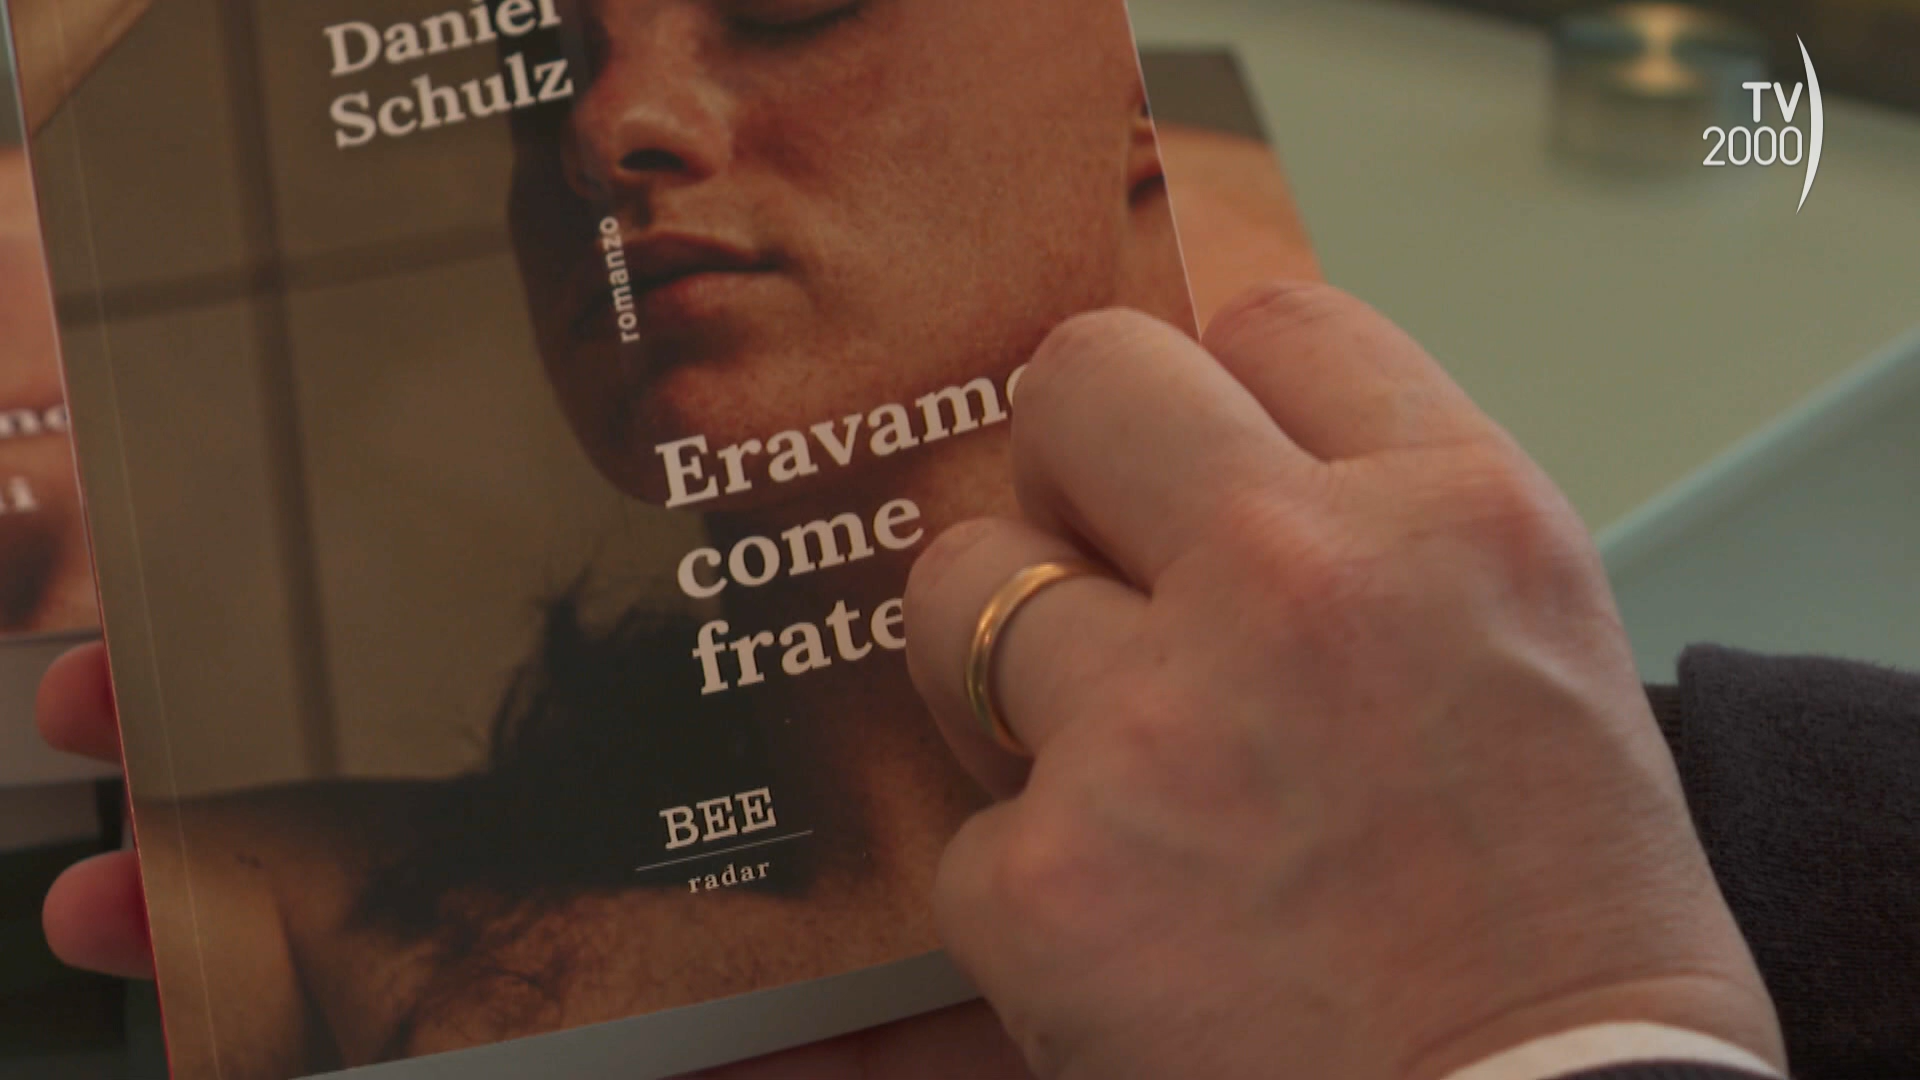 Daniel
Schulz
romanzo
Eravamo
come
frate
BEE
radar
TV
2000